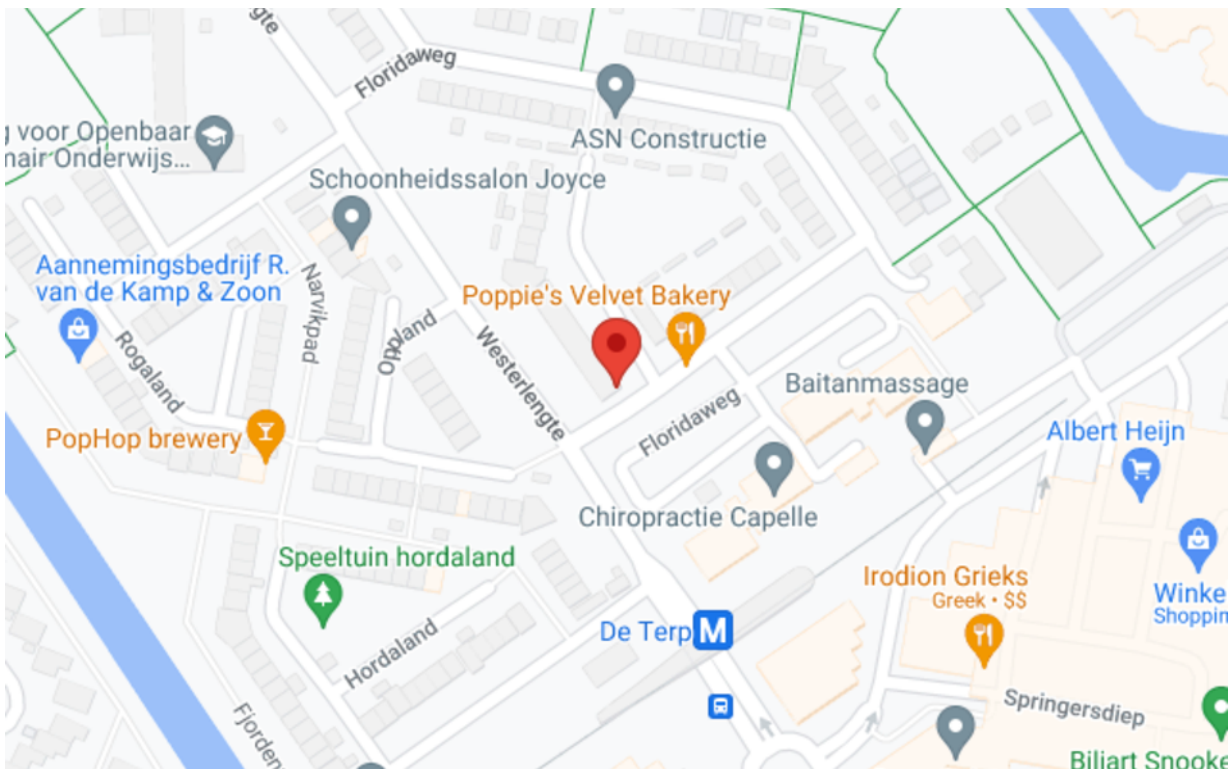 ngte
Floridaweg
g voor Openbaar
mair Onderwijs...
ASN Constructie
Schoonheidssalon Joyce
Aannemingsbedrijf R.
van de Kamp & Zoon
Narvikpad
Poppie's Velvet Bakery
Oppland
Rogaland
Westerlengte
Floridaweg
Baitanmassage
PopHop brewery
Albert Heijn
Chiropractie Capelle
Speeltuin hordaland
Irodion Grieks
Greek • $$
Winke
Shoppin
De Terp
M
Hordaland
Springersdiep
Fjorden
Biljart Snooke